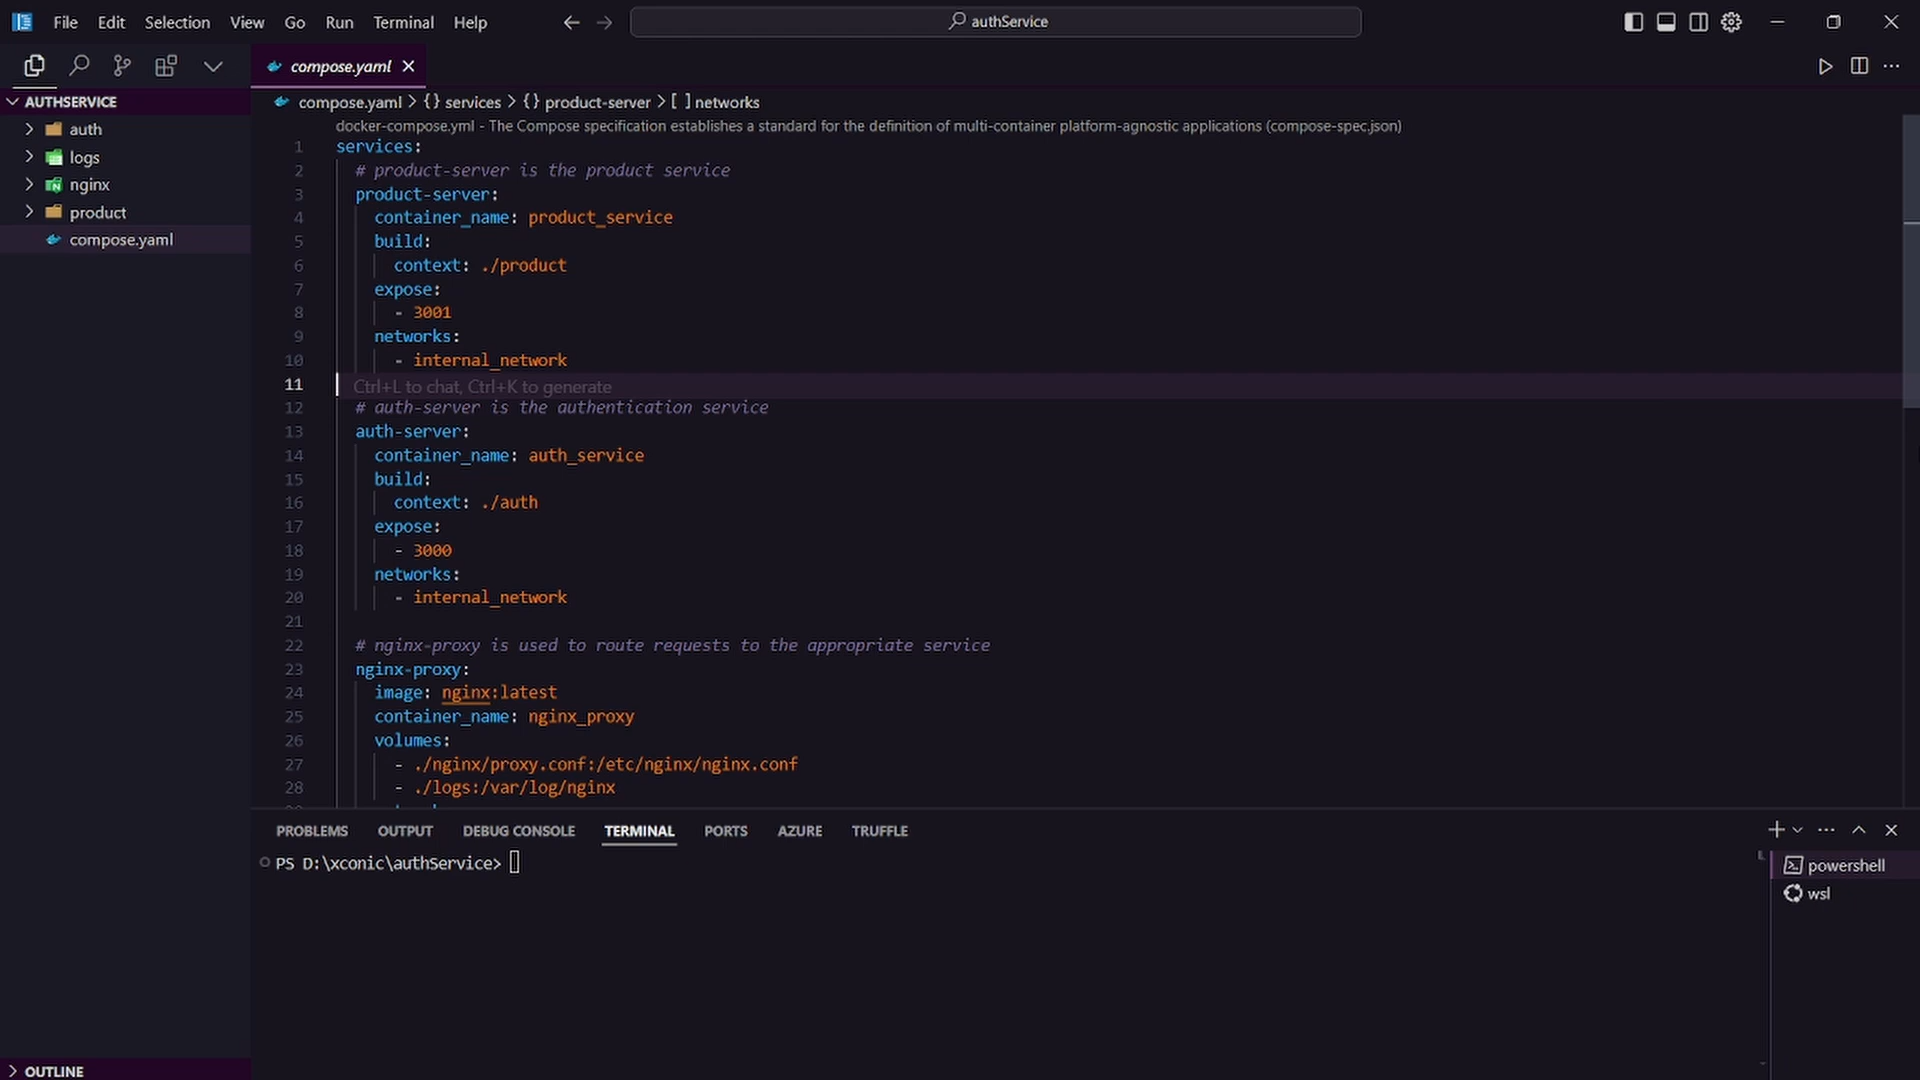 File Edit Selection View Go Run Terminal Help
authService
compose.yaml
AUTHSERVICE
auth
logs
nginx
product
compose.yaml
OUTLINE
compose.yaml > {} services > {} product-server > [ ] networks
docker-compose.yml - The Compose specification establishes a standard for the definition of multi-container platform-agnostic applications (compose-spec.json)
1 services:
2 # product-server is the product service
3 product-server:
4 container_name: product_service
5 build:
6 context: ./product
7 expose:
8 - 3001
9 networks:
10 - internal_network
11 Ctrl+L to chat, Ctrl+K to generate
12 # auth-server is the authentication service
13 auth-server:
14 container_name: auth_service
15 build:
16 context: ./auth
17 expose:
18 - 3000
19 networks:
20 - internal_network
21
22 # nginx-proxy is used to route requests to the appropriate service
23 nginx-proxy:
24 image: nginx:latest
25 container_name: nginx_proxy
26 volumes:
27 - ./nginx/proxy.conf:/etc/nginx/nginx.conf
28 - ./logs:/var/log/nginx
PROBLEMS OUTPUT DEBUG CONSOLE TERMINAL PORTS AZURE TRUFFLE
PS D:\xconic\authService>
powershell
wsl